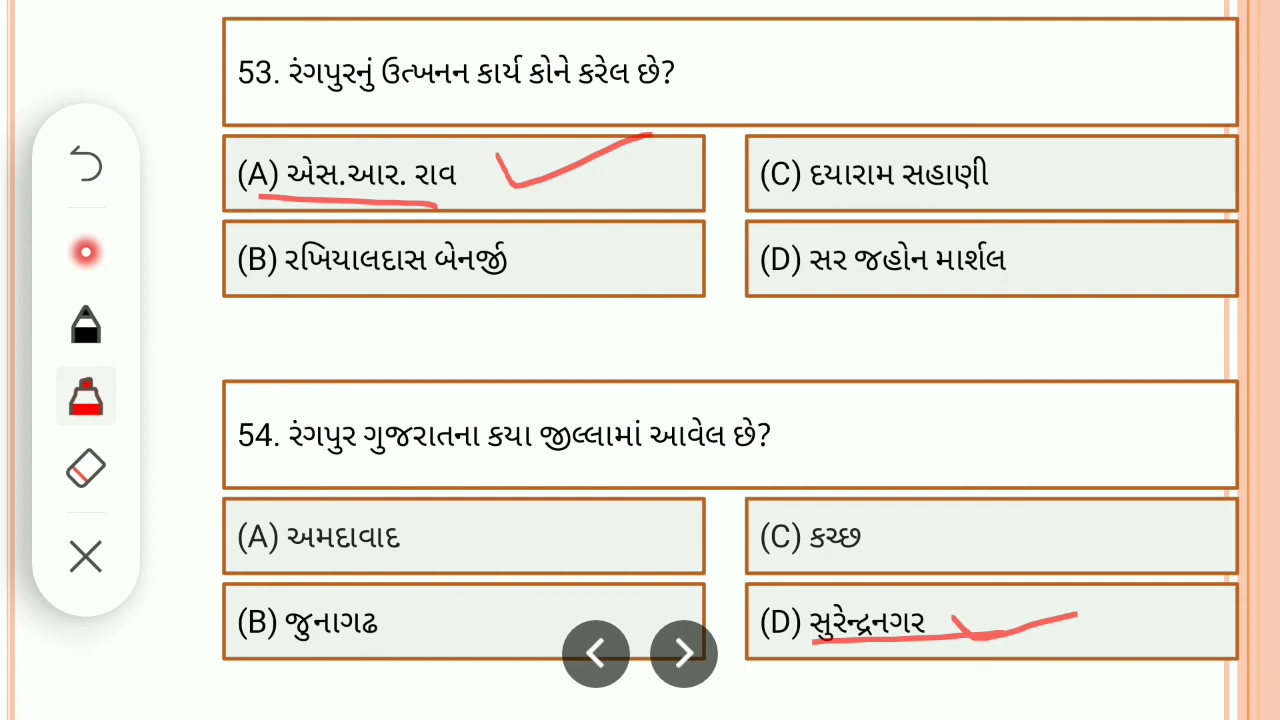 53. રંગપુરનું ઉત્ખનન કાર્ય કોને કરેલ છે?
(A) એસ.આર. રાવ
(C) દયારામ સહાણી
(B) રખિયાલદાસ બેનર્જી
(D) સર જહોન માર્શલ
54. રંગપુર ગુજરાતના કયા જીલ્લામાં આવેલ છે?
(A) અમદાવાદ
(C) કચ્છ
(B) જુનાગઢ
(D) સુરેન્દ્રનગર